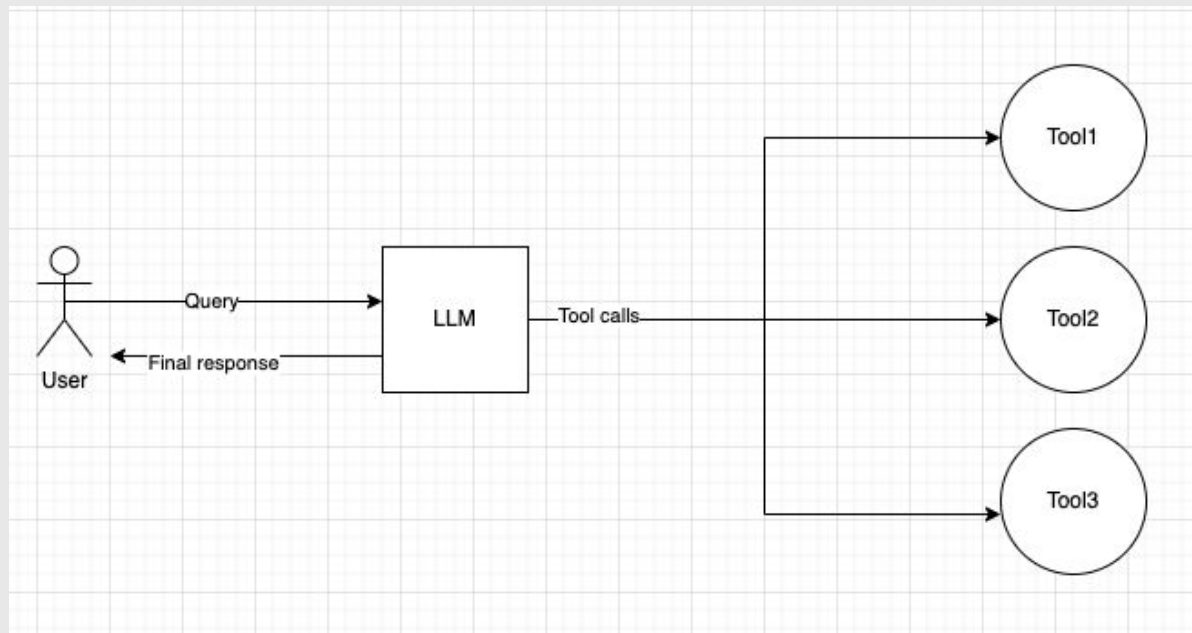 Tool1
Query
LLM
Tool calls
Tool2
Final response
User
Tool3